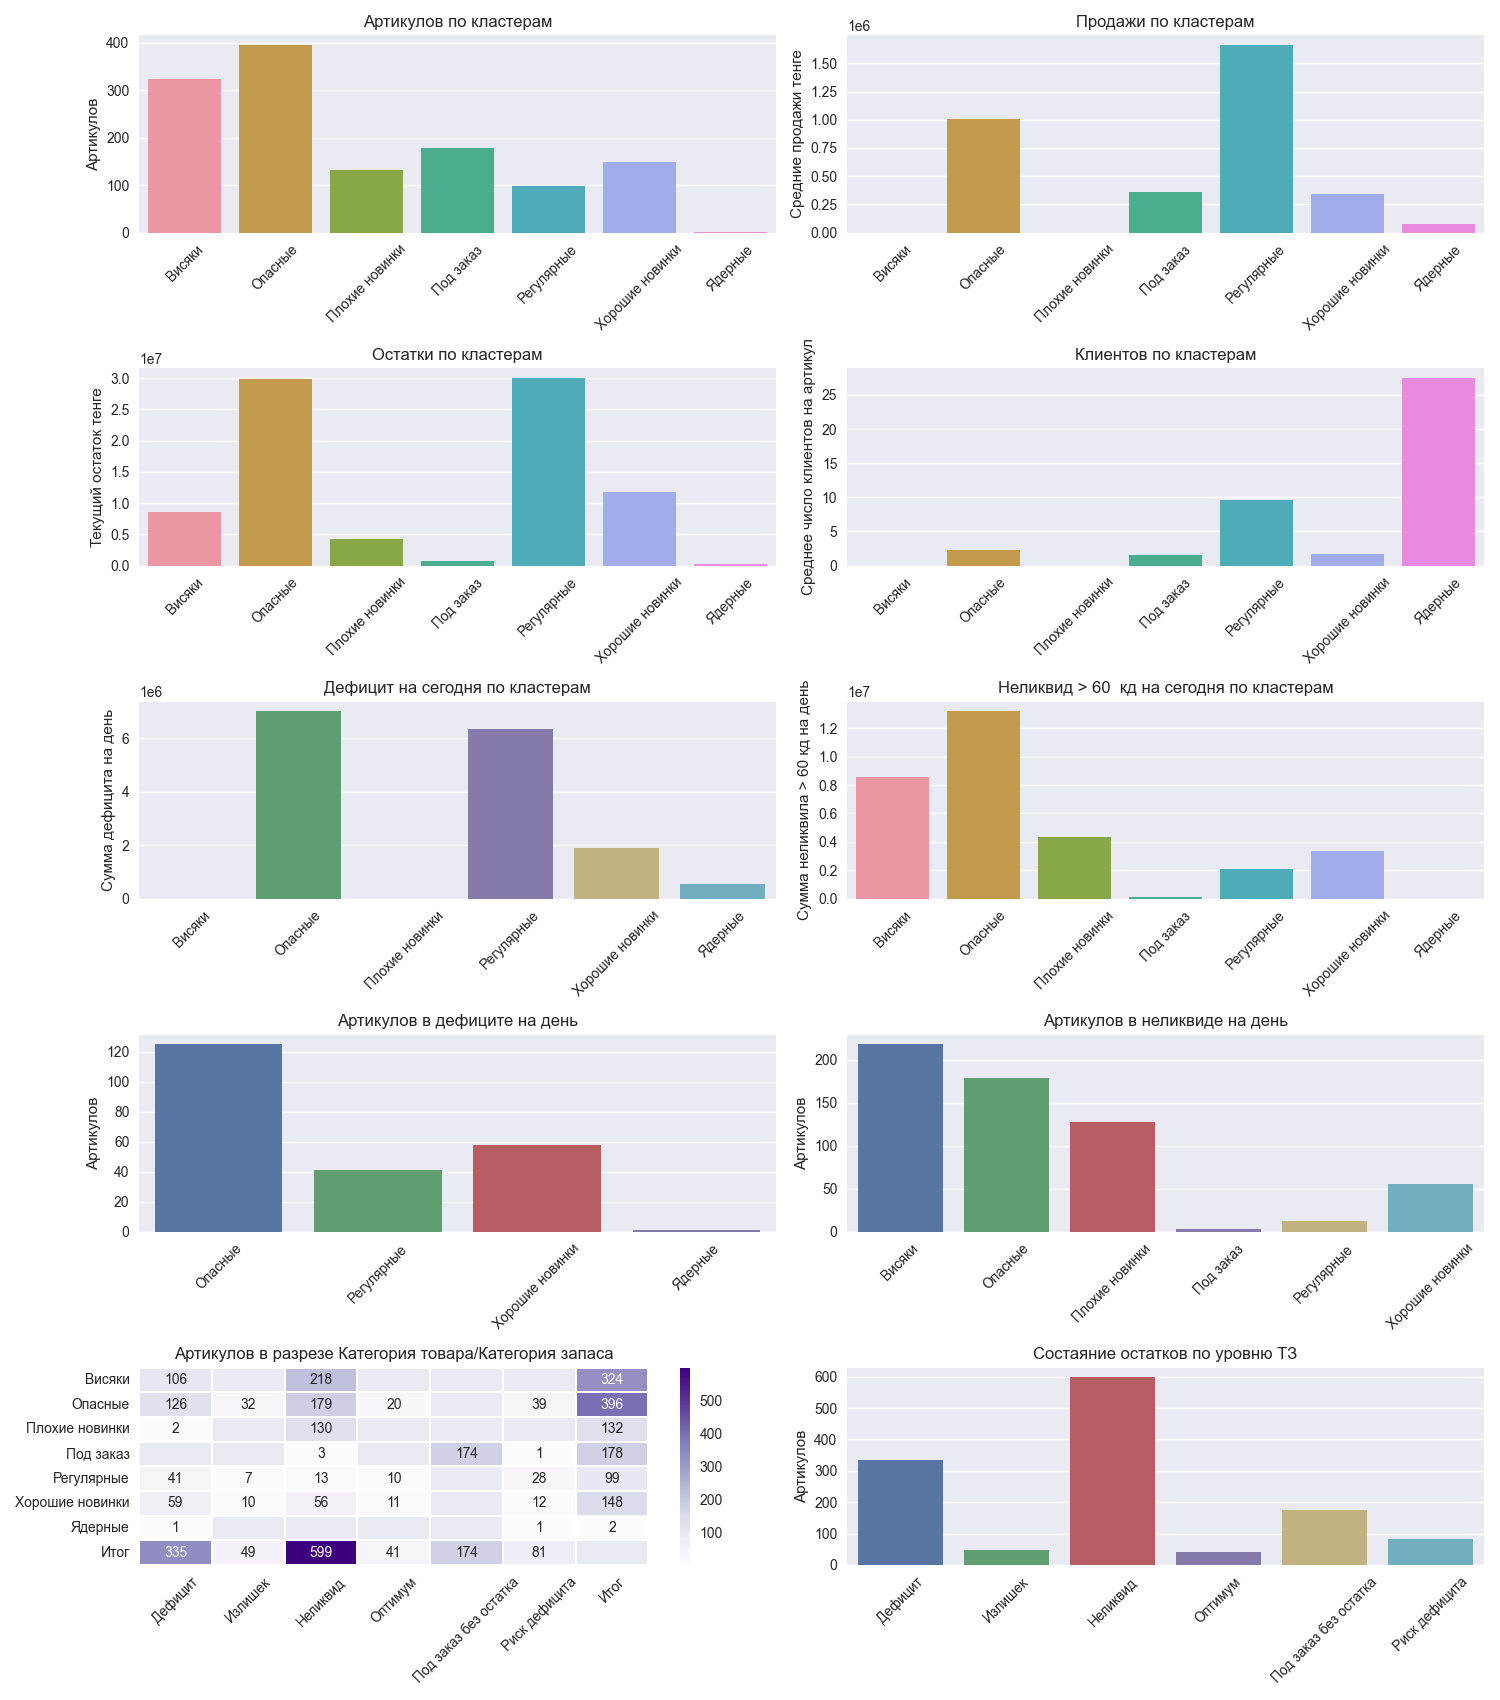 Артикулов по кластерам
Артикулов
400
300
200
100
0
Висяки
Опасные
Плохие новинки
Под заказ
Регулярные
Хорошие новинки
Ядерные
Продажи по кластерам
1e6
Средние продажи тенге
1.50
1.25
1.00
0.75
0.50
0.25
0.00
Висяки
Опасные
Плохие новинки
Под заказ
Регулярные
Хорошие новинки
Ядерные
Остатки по кластерам
1e7
Текущий остаток тенге
3.0
2.5
2.0
1.5
1.0
0.5
0.0
Висяки
Опасные
Плохие новинки
Под заказ
Регулярные
Хорошие новинки
Ядерные
Клиентов по кластерам
Среднее число клиентов на артикул
25
20
15
10
5
0
Висяки
Опасные
Плохие новинки
Под заказ
Регулярные
Хорошие новинки
Ядерные
Дефицит на сегодня по кластерам
1e6
Сумма дефицита на день
6
4
2
0
Висяки
Опасные
Плохие новинки
Регулярные
Хорошие новинки
Ядерные
Неликвид > 60 кд на сегодня по кластерам
1e7
Сумма неликвила > 60 кд на день
1.2
1.0
0.8
0.6
0.4
0.2
0.0
Висяки
Опасные
Плохие новинки
Под заказ
Регулярные
Хорошие новинки
Ядерные
Артикулов в дефиците на день
Артикулов
120
100
80
60
40
20
0
Опасные
Регулярные
Хорошие новинки
Ядерные
Артикулов в неликвиде на день
Артикулов
200
150
100
50
0
Висяки
Опасные
Плохие новинки
Под заказ
Регулярные
Хорошие новинки
Артикулов в разрезе Категория товара/Категория запаса
Висяки 106 218 324
Опасные 126 32 179 20 39 396
Плохие новинки 2 130 132
Под заказ 3 174 1 178
Регулярные 41 7 13 10 28 99
Хорошие новинки 59 10 56 11 12 148
Ядерные 1 1 2
Итог 335 49 599 41 174 81
Дефицит
Излишек
Неликвид
Оптимум
Под заказ без остатка
Риск дефицита
Итог
500
400
300
200
100
Состаяние остатков по уровню ТЗ
Артикулов
600
500
400
300
200
100
0
Дефицит
Излишек
Неликвид
Оптимум
Под заказ без остатка
Риск дефицита